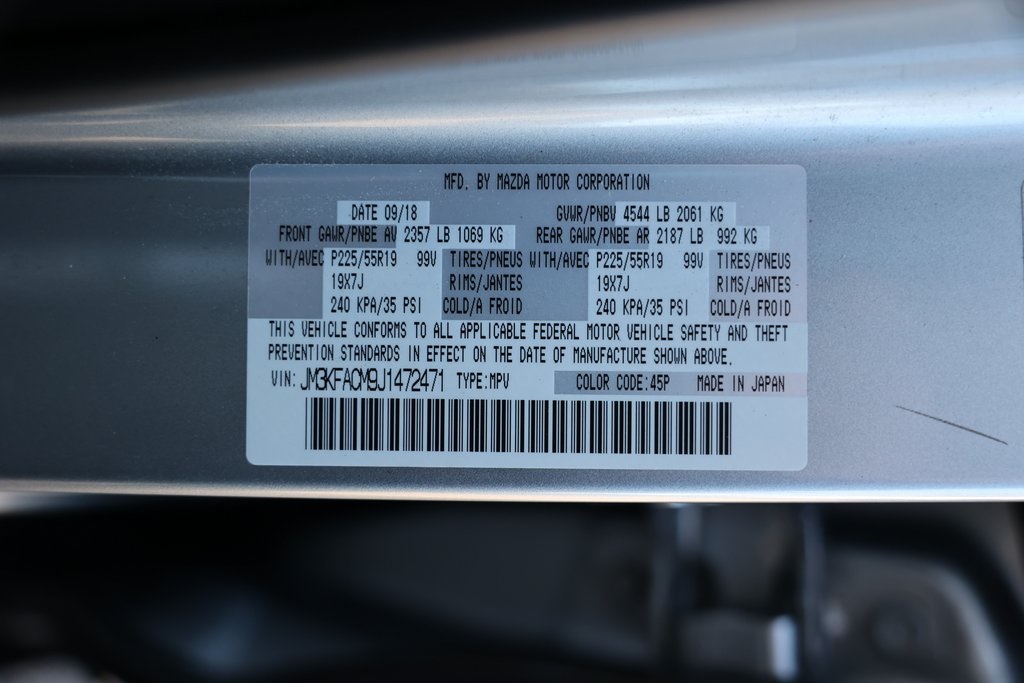 MFD. BY MAZDA MOTOR CORPORATION
DATE 09/18 GVWR/PNBV 4544 LB 2061 KG
FRONT GAWR/PNBE AV 2357 LB 1069 KG REAR GAWR/PNBE AR 2187 LB 992 KG
WITH/AVEC P225/55R19 99V TIRES/PNEUS WITH/AVEC P225/55R19 99V TIRES/PNEUS
19X7J RIMS/JANTES 19X7J RIMS/JANTES
240 KPA/35 PSI COLD/A FROID 240 KPA/35 PSI COLD/A FROID
THIS VEHICLE CONFORMS TO ALL APPLICABLE FEDERAL MOTOR VEHICLE SAFETY AND THEFT
PREVENTION STANDARDS IN EFFECT ON THE DATE OF MANUFACTURE SHOWN ABOVE.
VIN: JM3KFACM9J1472471 TYPE:MPV COLOR CODE:45P MADE IN JAPAN